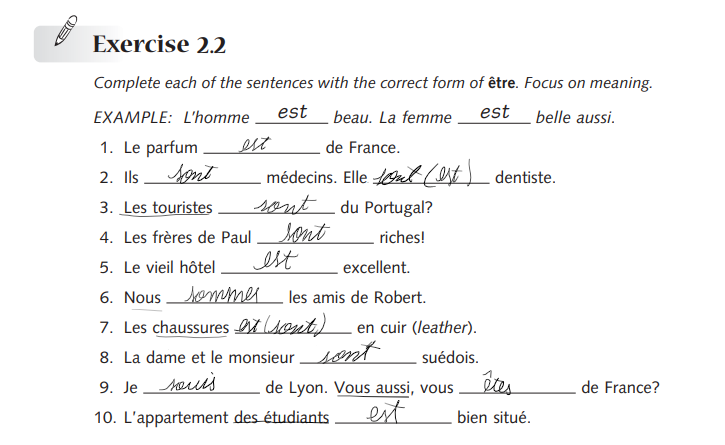 Exercise 2.2
Complete each of the sentences with the correct form of être. Focus on meaning.
EXAMPLE: L'homme est beau. La femme est belle aussi.
1. Le parfum est de France.
2. Ils sont médecins. Elle sont (est) dentiste.
3. Les touristes sont du Portugal?
4. Les frères de Paul sont riches!
5. Le vieil hôtel est excellent.
6. Nous sommes les amis de Robert.
7. Les chaussures est (sont) en cuir (leather).
8. La dame et le monsieur sont suédois.
9. Je suis de Lyon. Vous aussi, vous êtes de France?
10. L'appartement des étudiants est bien situé.